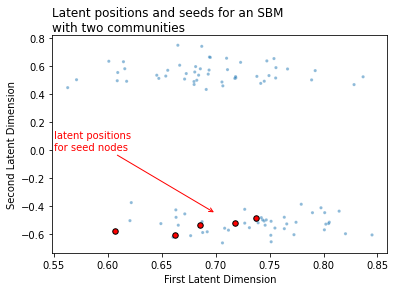 Latent positions and seeds for an SBM
with two communities
Second Latent Dimension
0.8
0.6
0.4
0.2
0.0
−0.2
−0.4
−0.6
latent positions
for seed nodes
0.55
0.60
0.65
0.70
0.75
0.80
0.85
First Latent Dimension